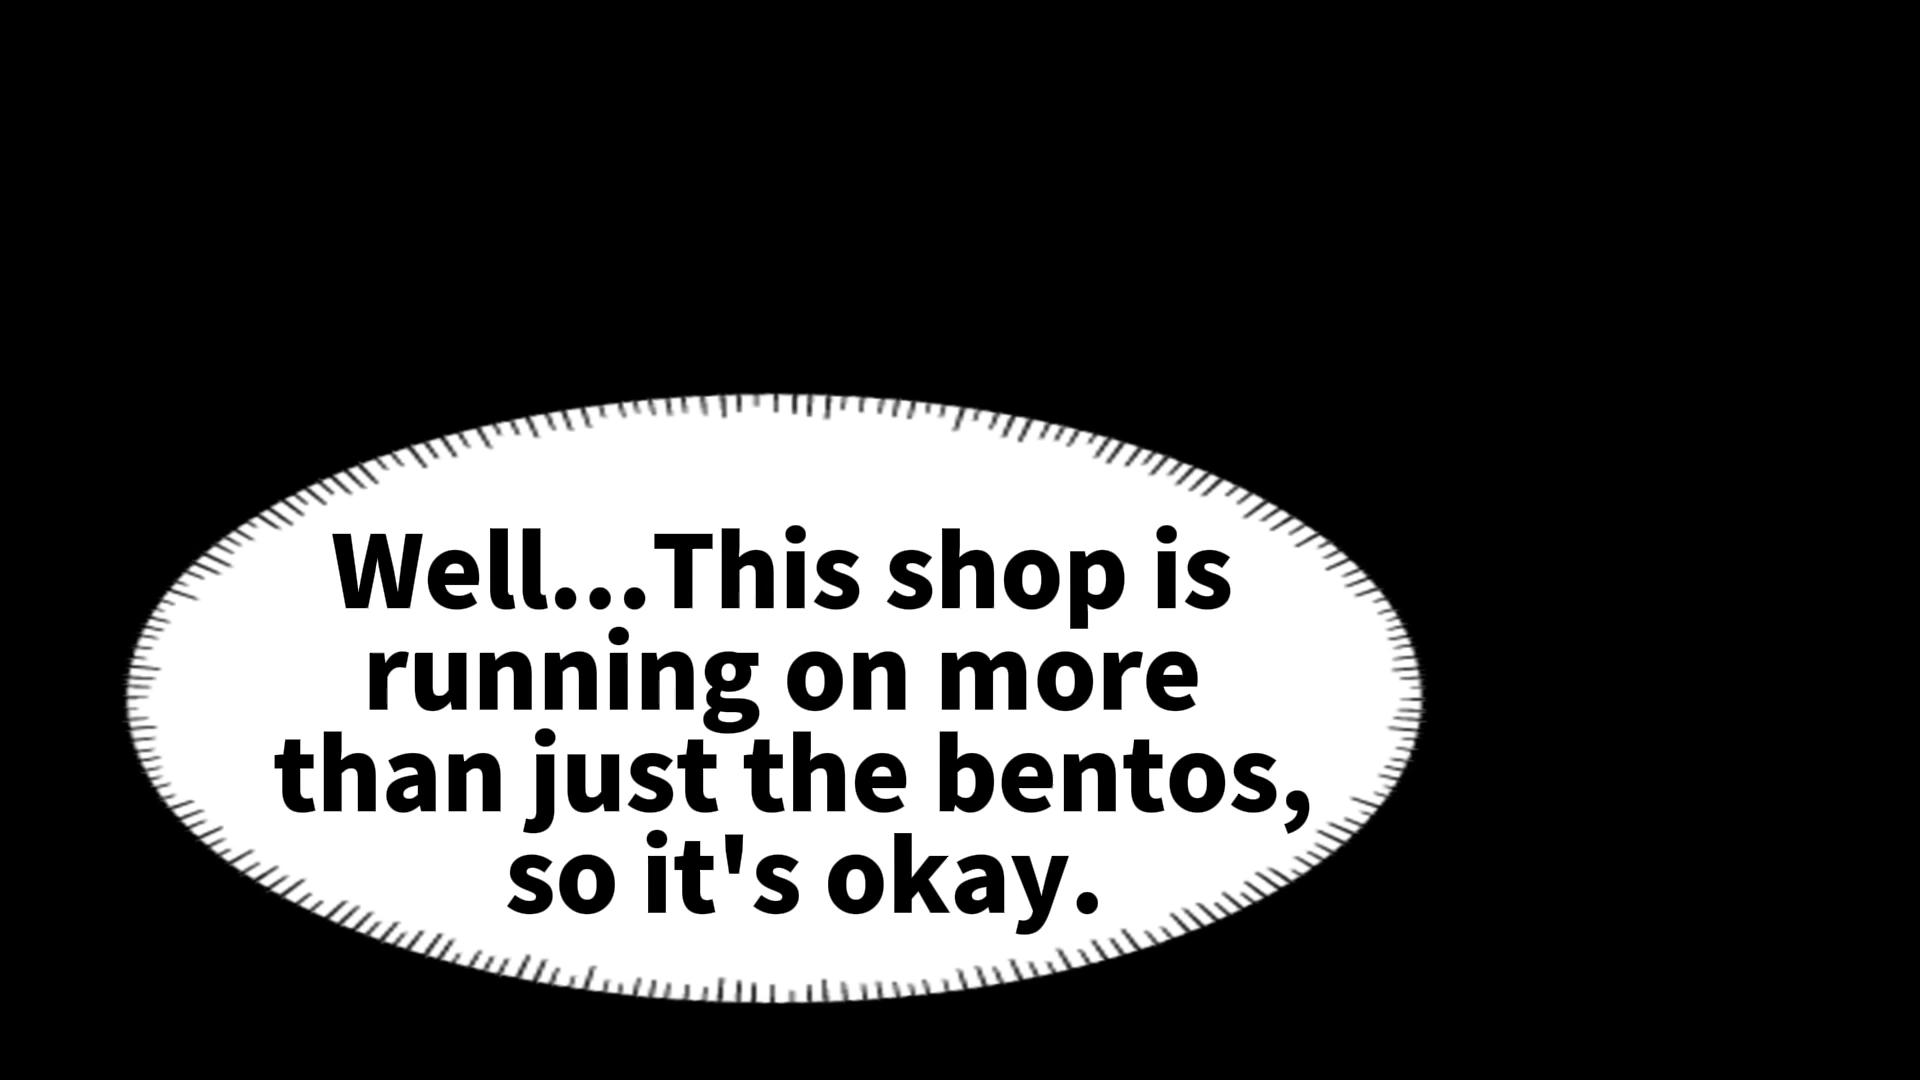 Well...This shop is
running on more
than just the bentos,
so it's okay.